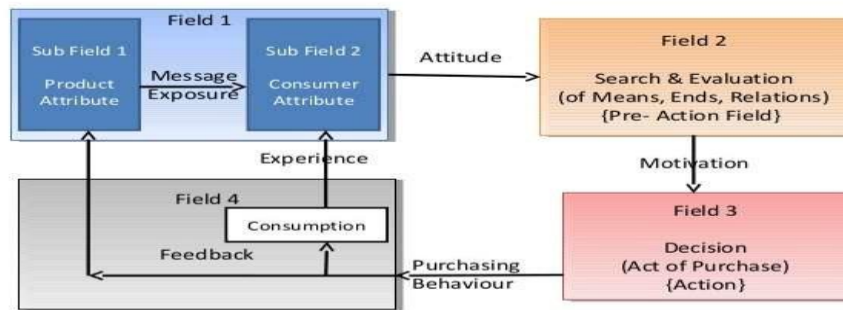 Field 1
Sub Field 1
Product
Attribute
Message
Exposure
Sub Field 2
Consumer
Attribute
Attitude
Field 2
Search & Evaluation
(of Means, Ends, Relations)
{Pre- Action Field}
Experience
Motivation
Field 4
Consumption
Feedback
Purchasing
Behaviour
Field 3
Decision
(Act of Purchase)
{Action}